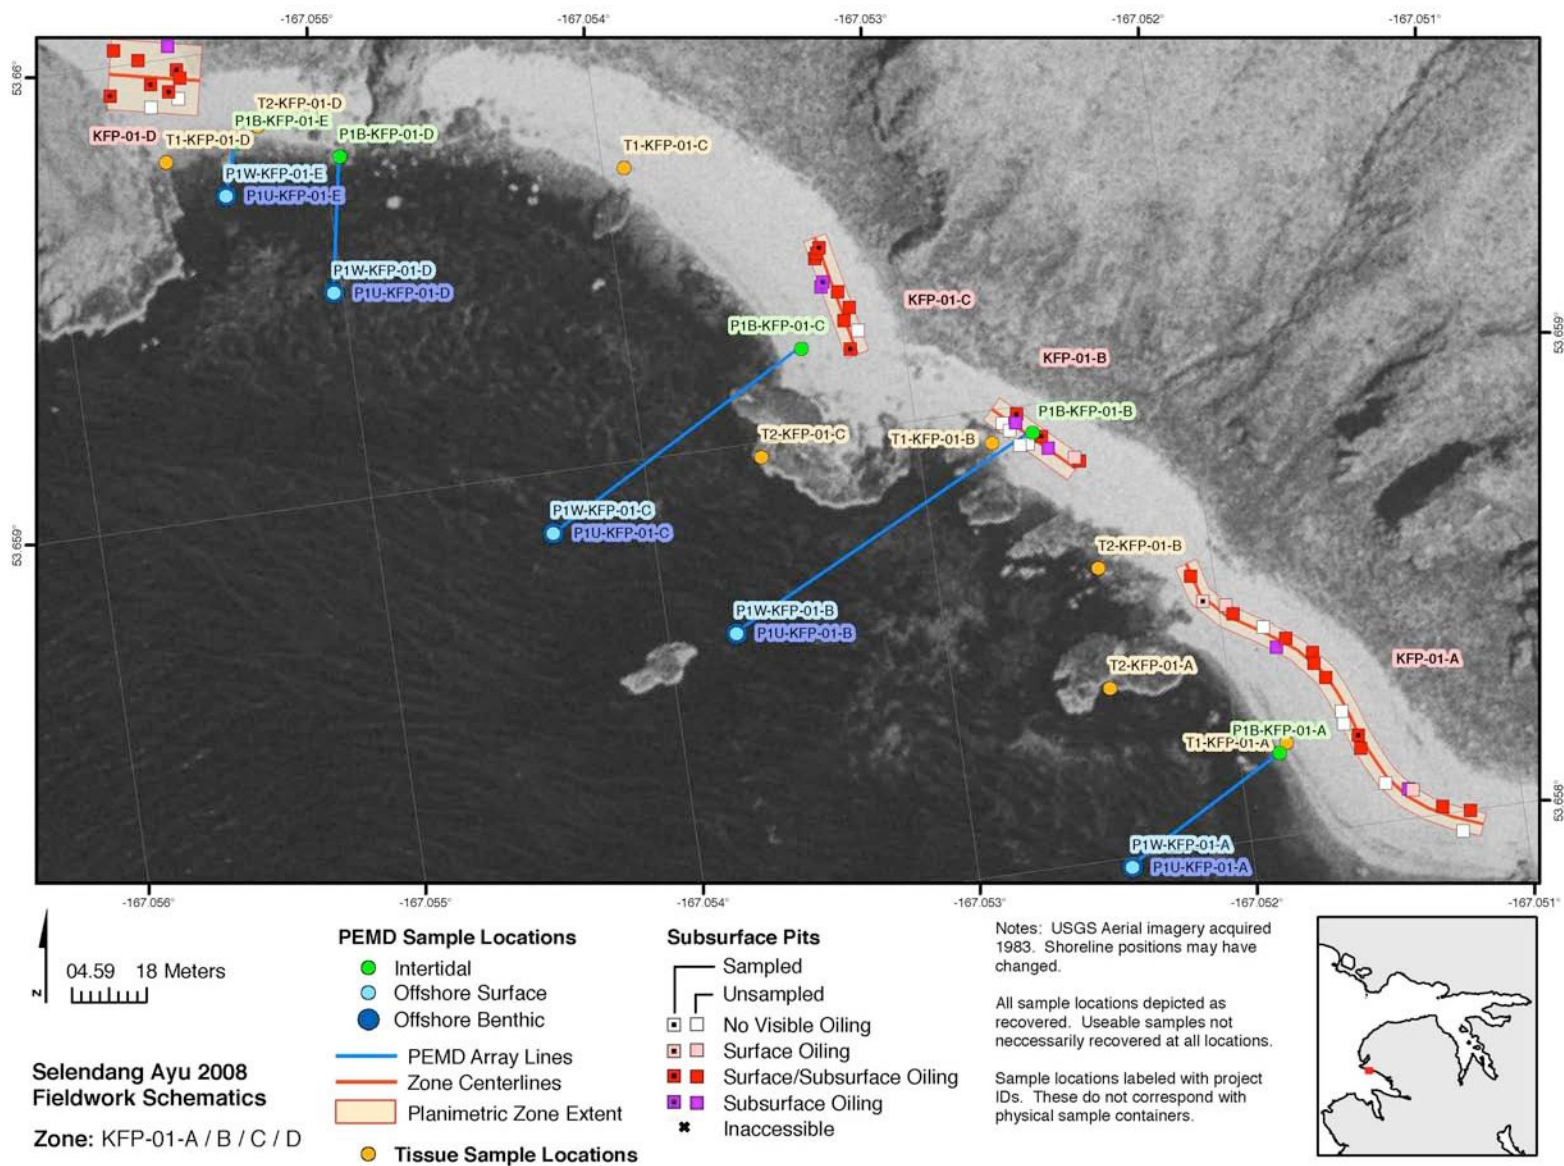 -167.055°
-167.054°
-167.053°
-167.052°
-167.051°
53.66°
T2-KFP-01-D
P1B-KFP-01-E
P1B-KFP-01-D
KFP-01-D
T1-KFP-01-D
T1-KFP-01-C
P1W-KFP-01-E
P1U-KFP-01-E
P1W-KFP-01-D
P1U-KFP-01-D
KFP-01-C
P1B-KFP-01-C
53.659°
KFP-01-B
P1B-KFP-01-B
T2-KFP-01-C
T1-KFP-01-B
P1W-KFP-01-C
P1U-KFP-01-C
53.659°
T2-KFP-01-B
P1W-KFP-01-B
P1U-KFP-01-B
KFP-01-A
T2-KFP-01-A
P1B-KFP-01-A
T1-KFP-01-A
53.658°
P1W-KFP-01-A
P1U-KFP-01-A
-167.056°
-167.055°
-167.054°
-167.053°
-167.052°
-167.051°
N
04.59 18 Meters
Selendang Ayu 2008
Fieldwork Schematics
Zone: KFP-01-A / B / C / D
PEMD Sample Locations
Intertidal
Offshore Surface
Offshore Benthic
PEMD Array Lines
Zone Centerlines
Planimetric Zone Extent
Tissue Sample Locations
Subsurface Pits
Sampled
Unsampled
No Visible Oiling
Surface Oiling
Surface/Subsurface Oiling
Subsurface Oiling
Inaccessible
Notes: USGS Aerial imagery acquired
1983. Shoreline positions may have
changed.
All sample locations depicted as
recovered. Useable samples not
neccessarily recovered at all locations.
Sample locations labeled with project
IDs. These do not correspond with
physical sample containers.